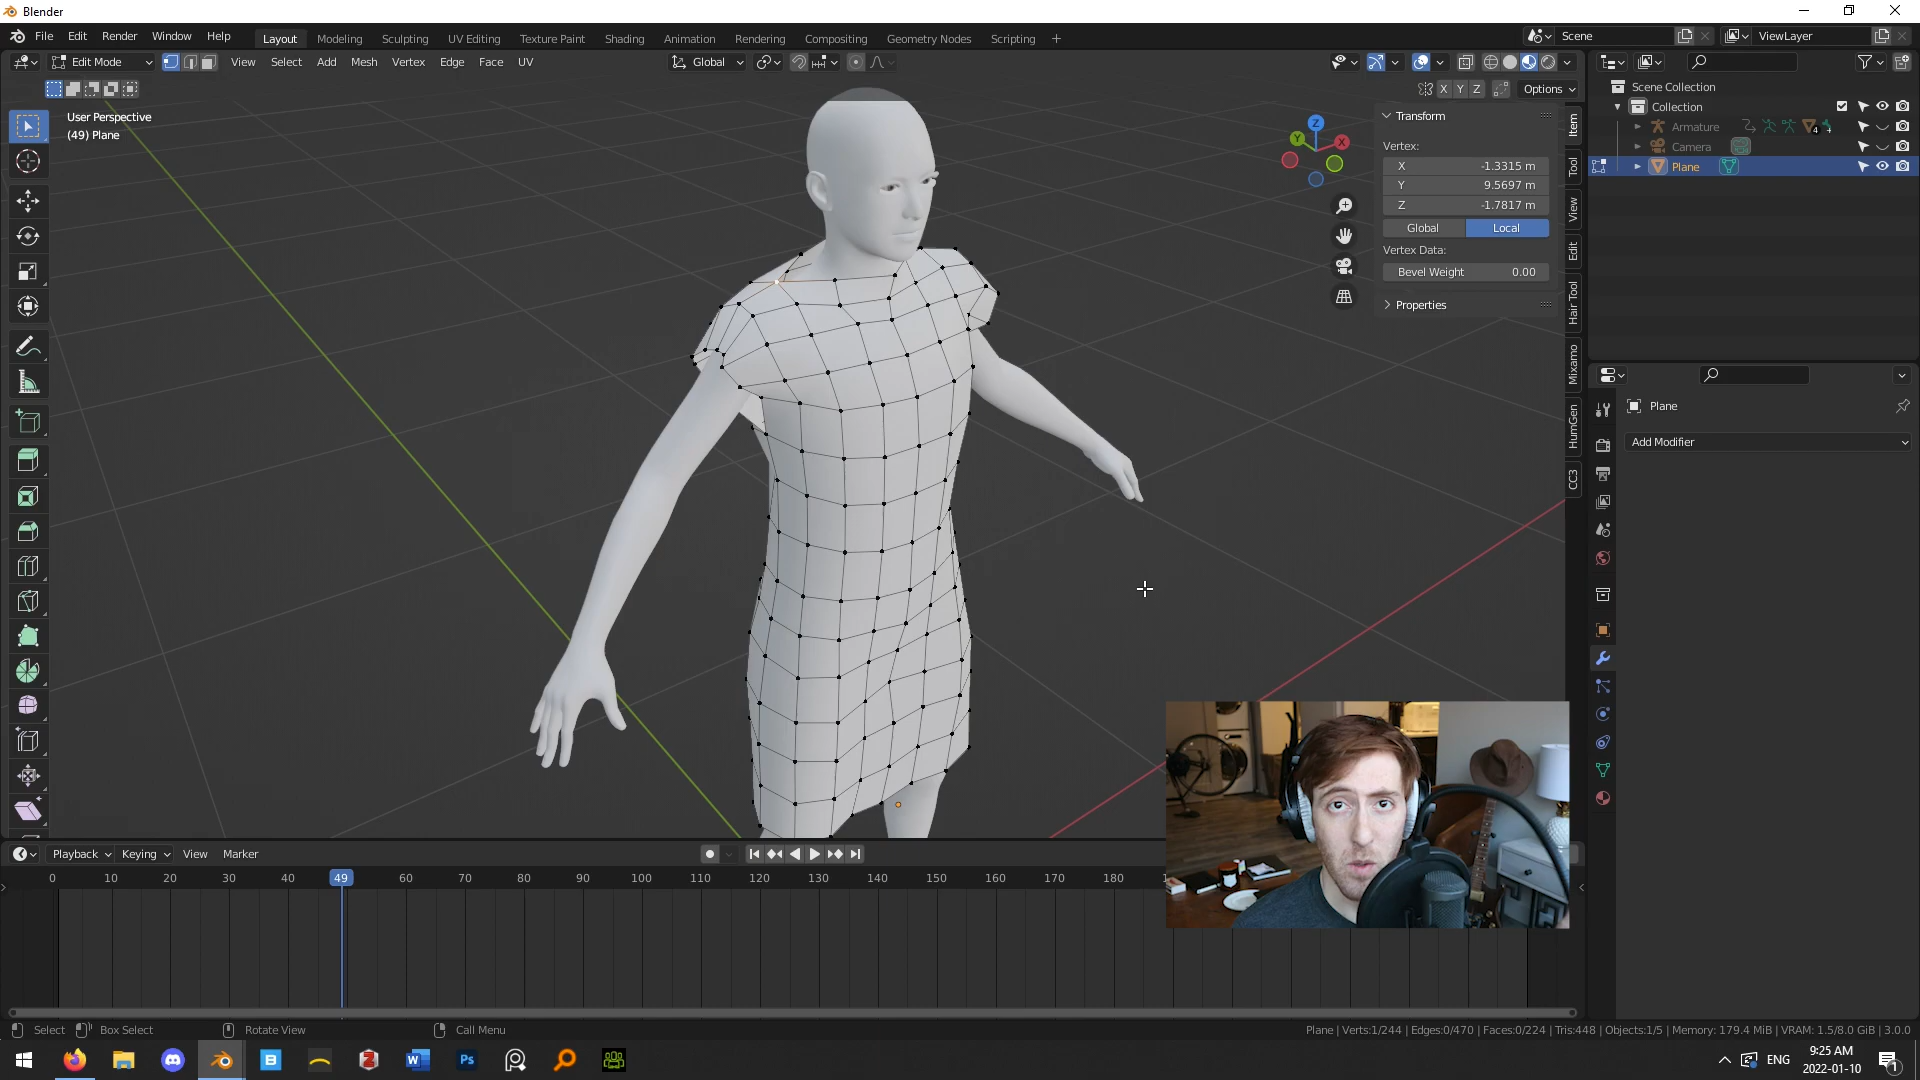 Blender
File Edit Render Window Help
Layout Modeling Sculpting UV Editing Texture Paint Shading Animation Rendering Compositing Geometry Nodes Scripting +
Scene
ViewLayer
Edit Mode View Select Add Mesh Vertex Edge Face UV
Global
X Y Z Options
User Perspective
(49) Plane
Z
Y
X
Transform
Vertex:
X -1.3315 m
Y 9.5697 m
Z -1.7817 m
Global Local
Vertex Data:
Bevel Weight 0.00
Properties
Item
Tool
View
Edit
Hair Tool
Mixamo
HumGen
CC3
Scene Collection
Collection
Armature
4
Camera
Plane
Plane
Add Modifier
Playback Keying View Marker
0 10 20 30 40 49 60 70 80 90 100 110 120 130 140 150 160 170 180
Select Box Select Rotate View Call Menu
Plane | Verts:1/244 | Edges:0/470 | Faces:0/224 | Tris:448 | Objects:1/5 | Memory: 179.4 MiB | VRAM: 1.5/8.0 GiB | 3.0.0
ENG
9:25 AM
2022-01-10
1
B
Z
W
Ps